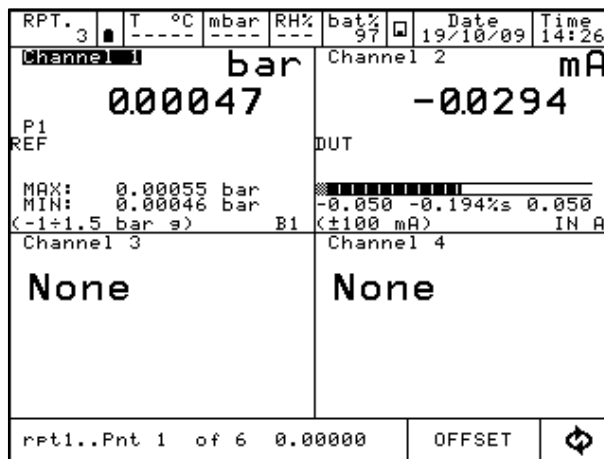 RPT. 3 T °C ----- mbar ---- RH% --- bat% 97 Date 19/10/09 Time 14:26
Channel 1 bar
0.00047
P1
REF
MAX: 0.00055 bar
MIN: 0.00046 bar
(-1÷1.5 bar g) B1
Channel 2 mA
-0.0294
DUT
-0.050 -0.194%s 0.050
(±100 mA) IN A
Channel 3
None
Channel 4
None
rpt1..Pnt 1 of 6 0.00000 OFFSET